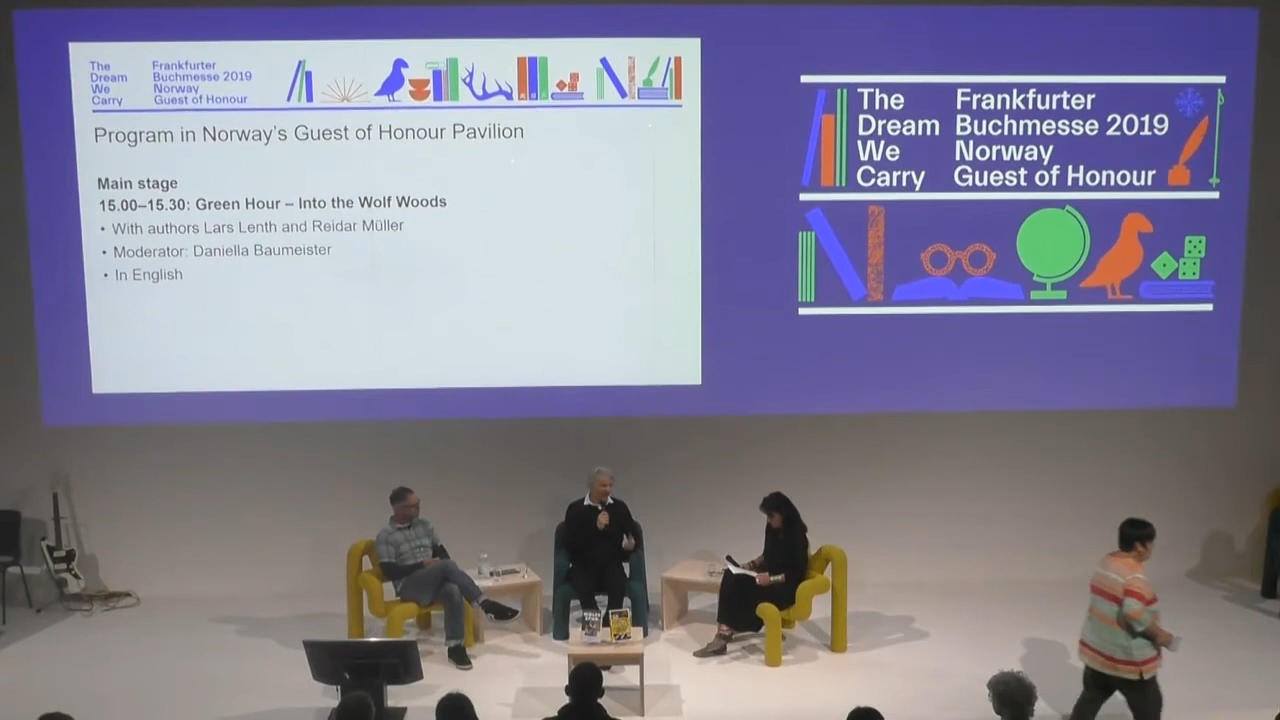 The
Dream
We
Carry
Frankfurter
Buchmesse 2019
Norway
Guest of Honour
Program in Norway's Guest of Honour Pavilion
Main stage
15.00–15.30: Green Hour – Into the Wolf Woods
• With authors Lars Lenth and Reidar Müller
• Moderator: Daniella Baumeister
• In English
The
Dream
We
Carry
Frankfurter
Buchmesse 2019
Norway
Guest of Honour